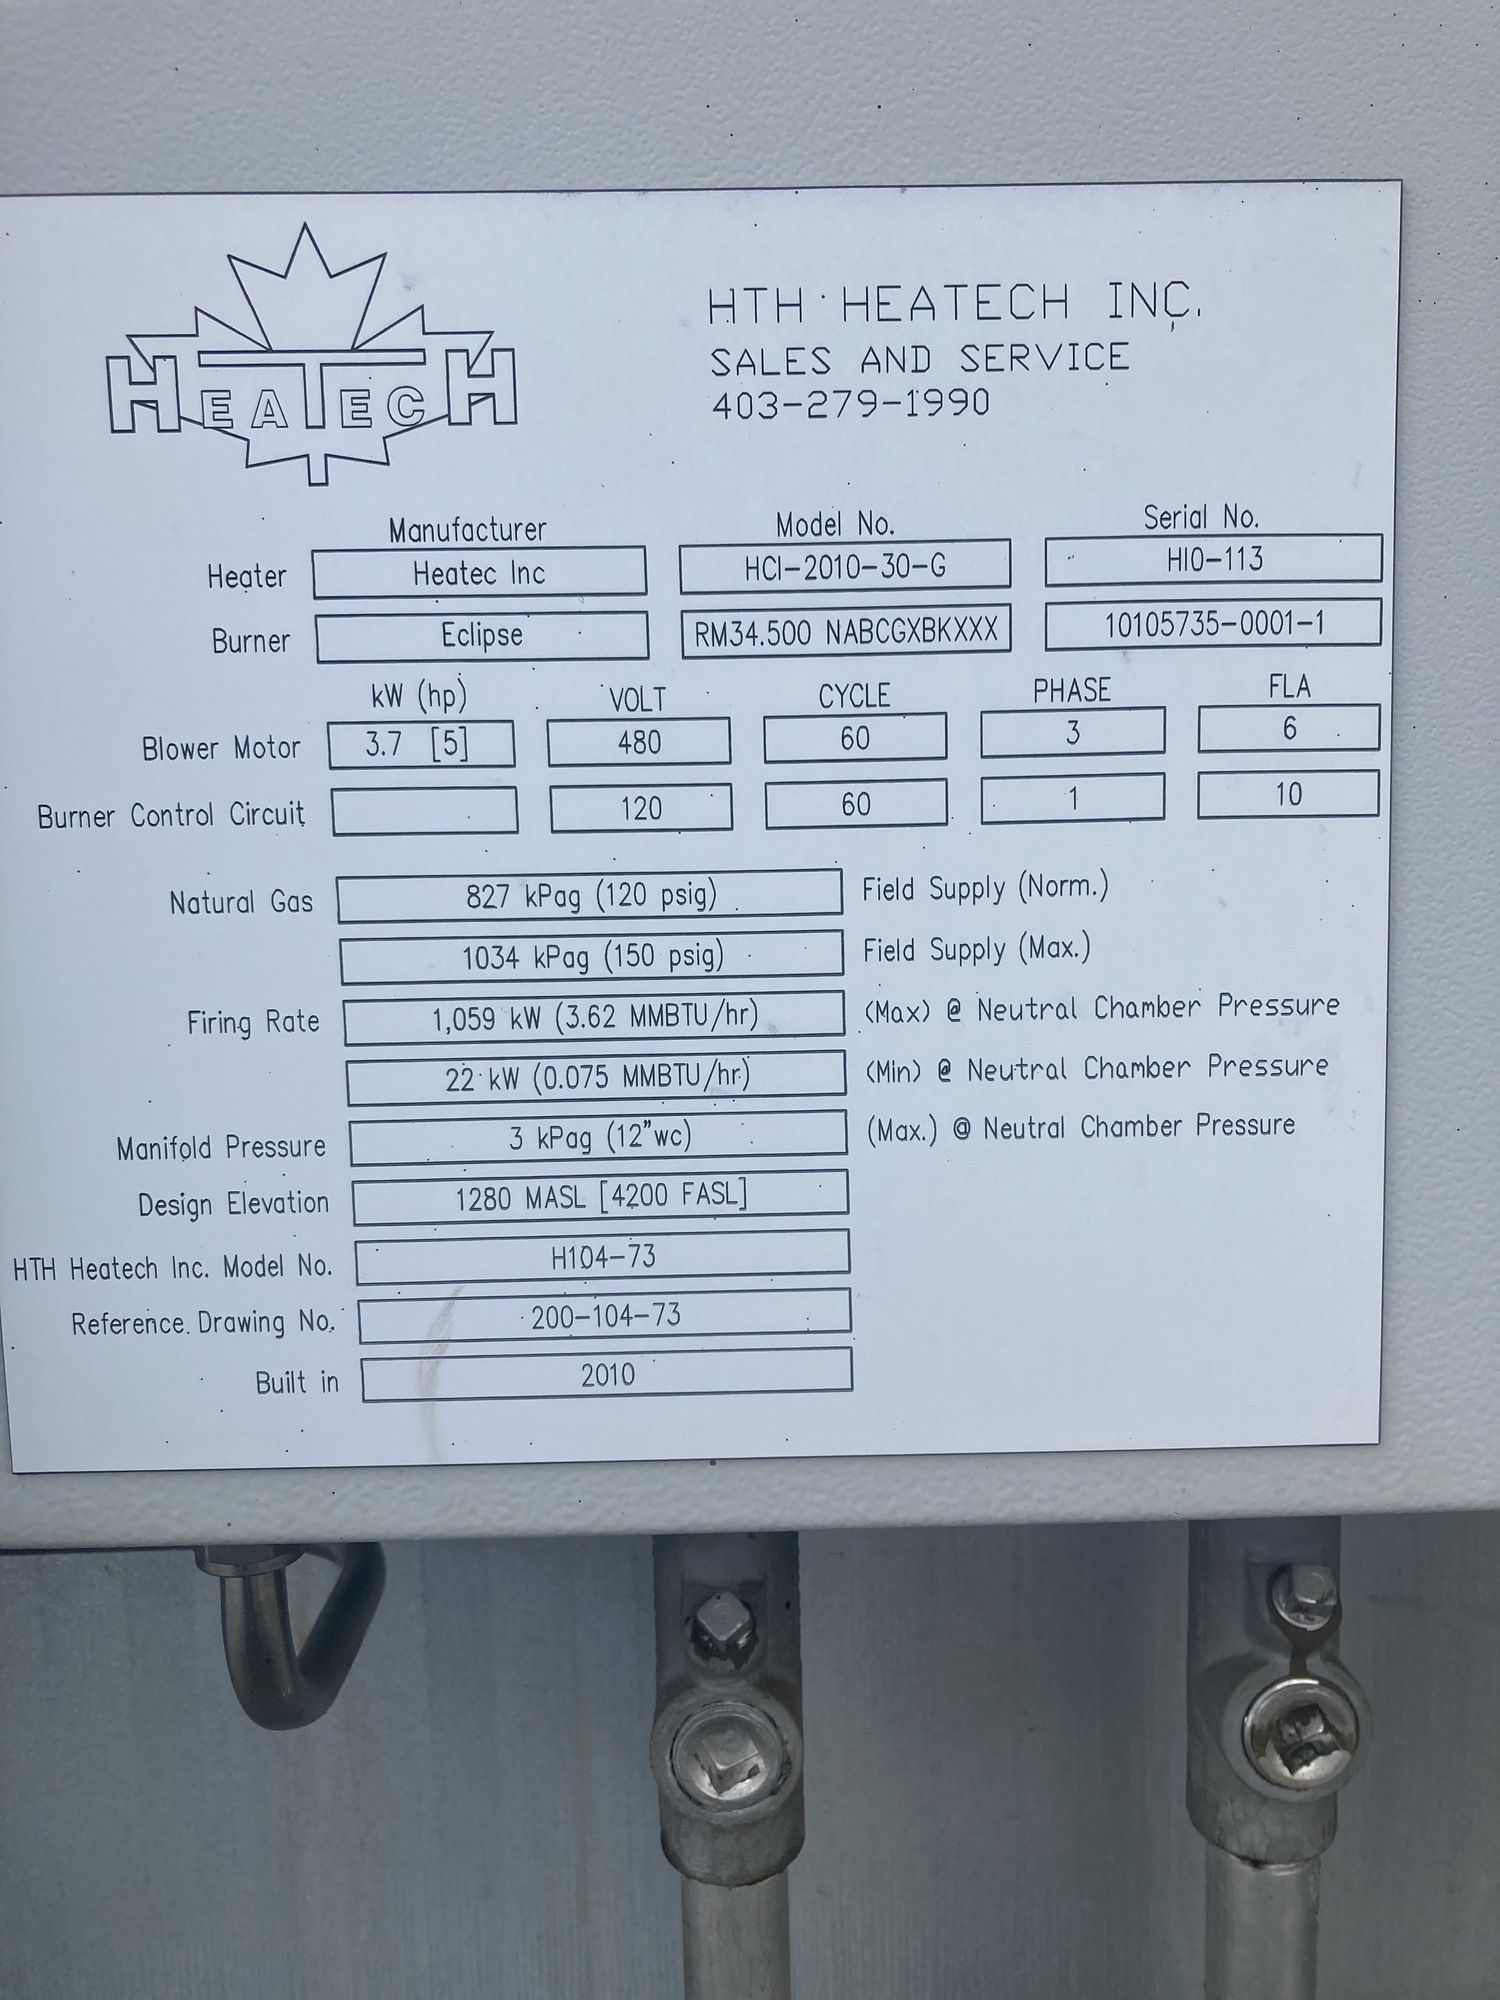 HEATECH
HTH HEATECH INC.
SALES AND SERVICE
403-279-1990
Manufacturer Model No. Serial No.
Heater Heatec Inc HCI-2010-30-G HI0-113
Burner Eclipse RM34.500 NABCGXBKXXX 10105735-0001-1
kW (hp) VOLT CYCLE PHASE FLA
Blower Motor 3.7 [5] 480 60 3 6
Burner Control Circuit 120 60 1 10
Natural Gas 827 kPag (120 psig) Field Supply (Norm.)
1034 kPag (150 psig) Field Supply (Max.)
Firing Rate 1,059 kW (3.62 MMBTU/hr) (Max) @ Neutral Chamber Pressure
22 kW (0.075 MMBTU/hr) (Min) @ Neutral Chamber Pressure
Manifold Pressure 3 kPag (12"wc) (Max.) @ Neutral Chamber Pressure
Design Elevation 1280 MASL [4200 FASL]
HTH Heatech Inc. Model No. H104-73
Reference Drawing No. 200-104-73
Built in 2010